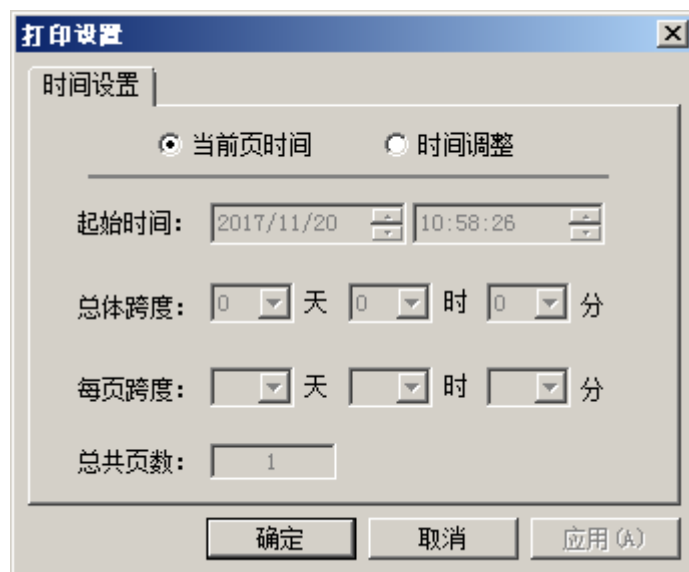 打印设置
时间设置
当前页时间 时间调整
起始时间: 2017/11/20 10:58:26
总体跨度: 0 天 0 时 0 分
每页跨度: 天 时 分
总共页数: 1
确定 取消 应用(A)